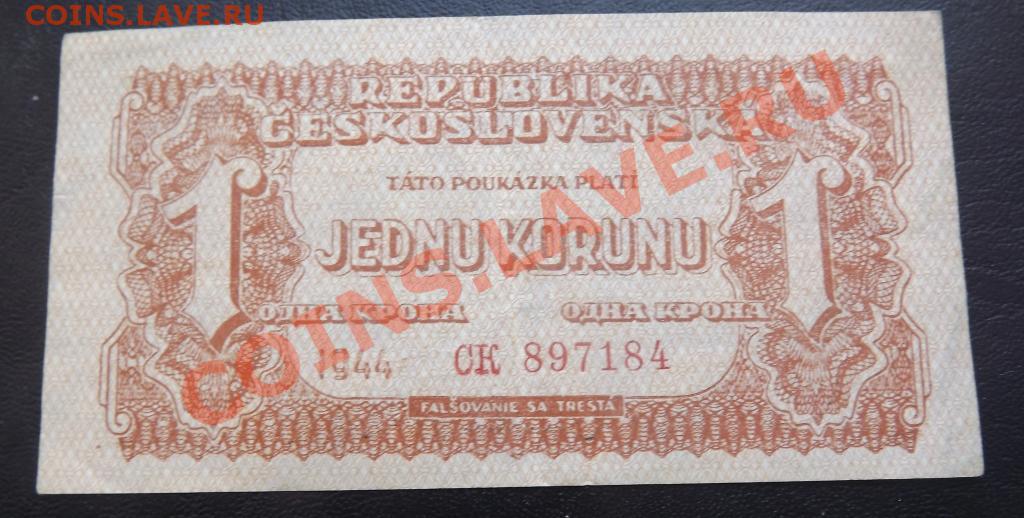 COINS.LAVE.RU
REPUBLIKA
ČESKOSLOVENSKÁ
TÁTO POUKÁZKA PLATÍ
JEDNU KORUNU
1 1
ОДНА КРОНА ОДНА КРОНА
1944 СК 897184
FALŠOVANIE SA TRESTÁ
COINS.LAVE.RU